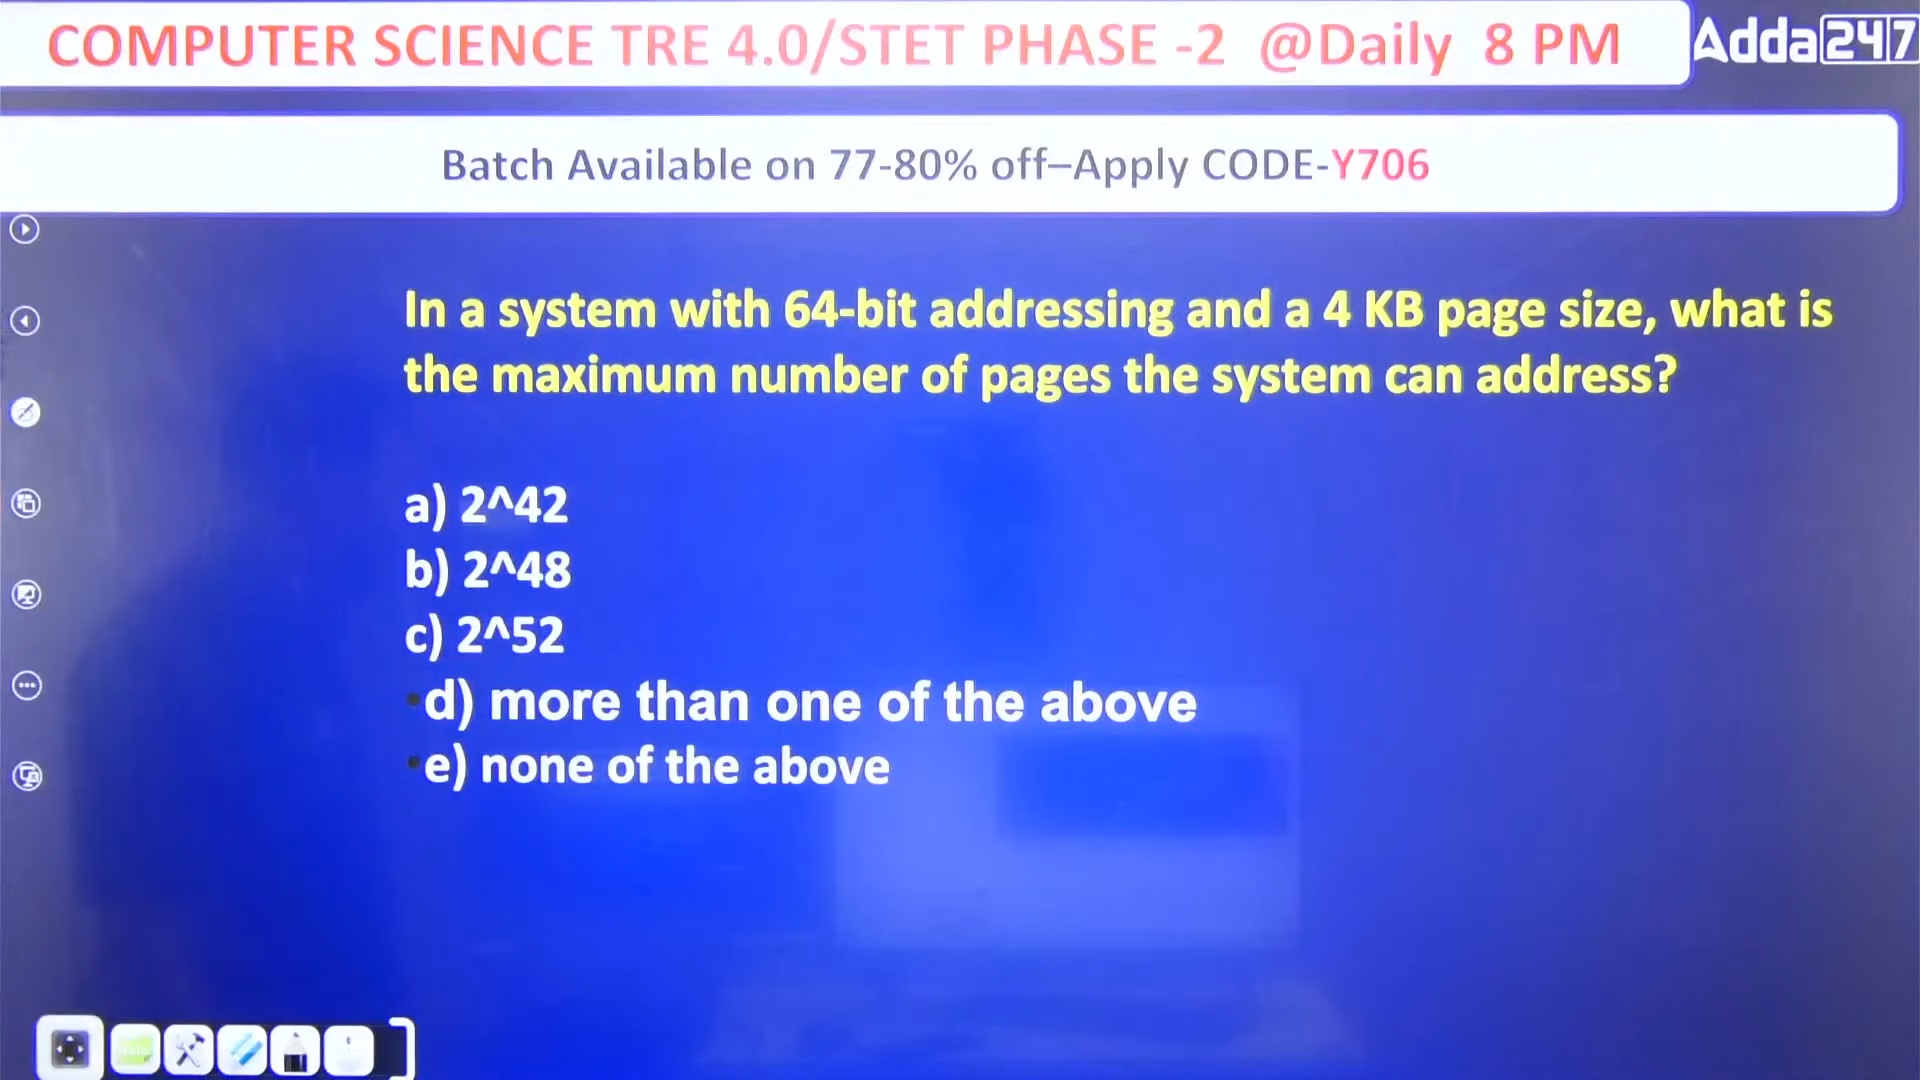 COMPUTER SCIENCE TRE 4.0/STET PHASE -2 @Daily 8 PM
Adda247
Batch Available on 77-80% off–Apply CODE-Y706
In a system with 64-bit addressing and a 4 KB page size, what is
the maximum number of pages the system can address?
a) 2^42
b) 2^48
c) 2^52
d) more than one of the above
e) none of the above